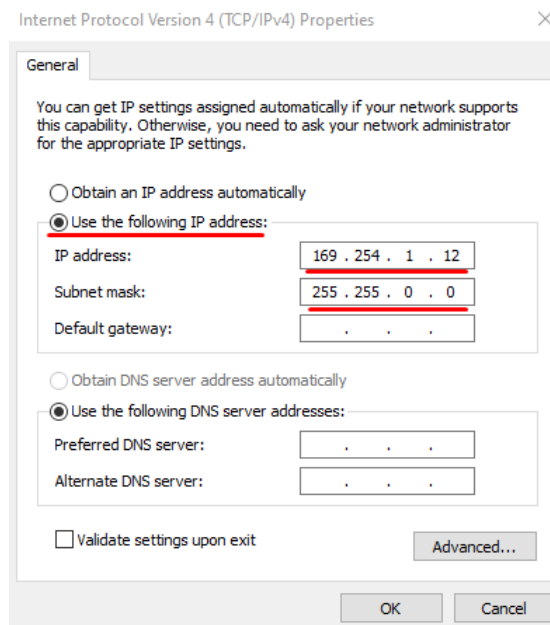 Internet Protocol Version 4 (TCP/IPv4) Properties
General
You can get IP settings assigned automatically if your network supports
this capability. Otherwise, you need to ask your network administrator
for the appropriate IP settings.
Obtain an IP address automatically
Use the following IP address:
IP address: 169 . 254 . 1 . 12
Subnet mask: 255 . 255 . 0 . 0
Default gateway: . . .
Obtain DNS server address automatically
Use the following DNS server addresses:
Preferred DNS server: . . .
Alternate DNS server: . . .
Validate settings upon exit
Advanced...
OK Cancel